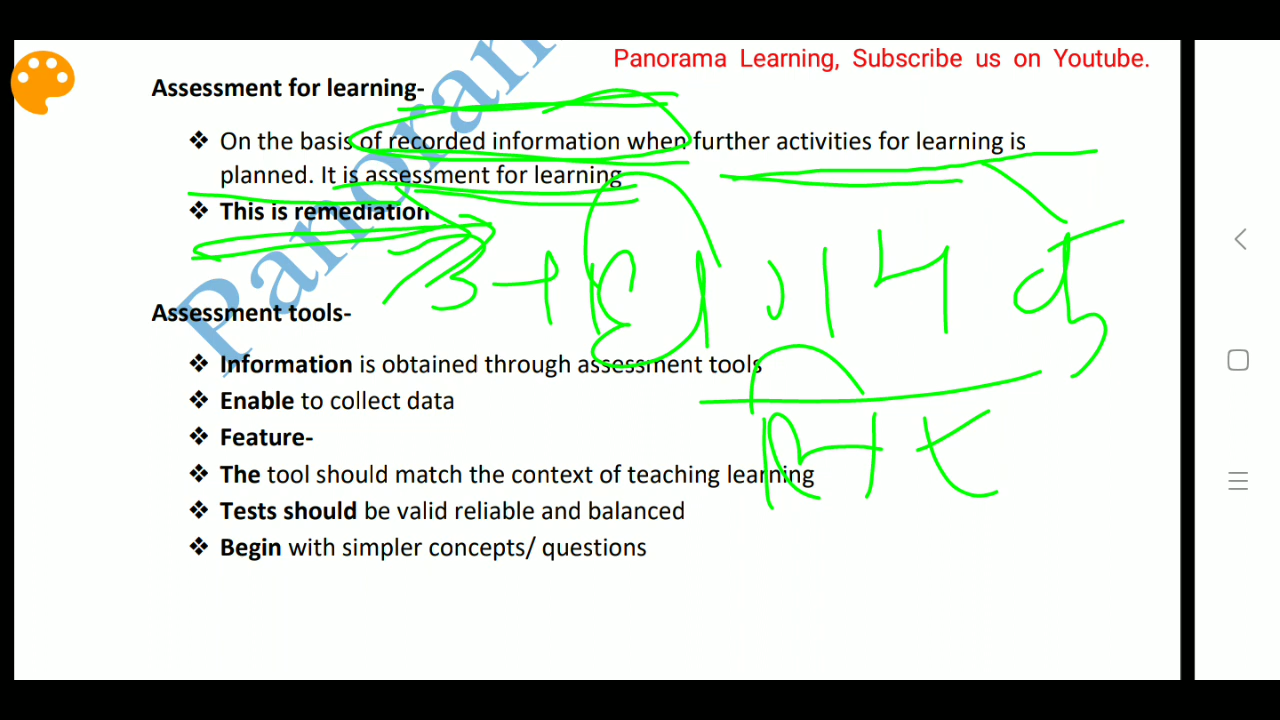 Panorama Learning, Subscribe us on Youtube.
Assessment for learning-
❖ On the basis of recorded information when further activities for learning is
planned. It is assessment for learning
❖ This is remediation
Assessment tools-
❖ Information is obtained through assessment tools
❖ Enable to collect data
❖ Feature-
❖ The tool should match the context of teaching learning
❖ Tests should be valid reliable and balanced
❖ Begin with simpler concepts/ questions
Panoram